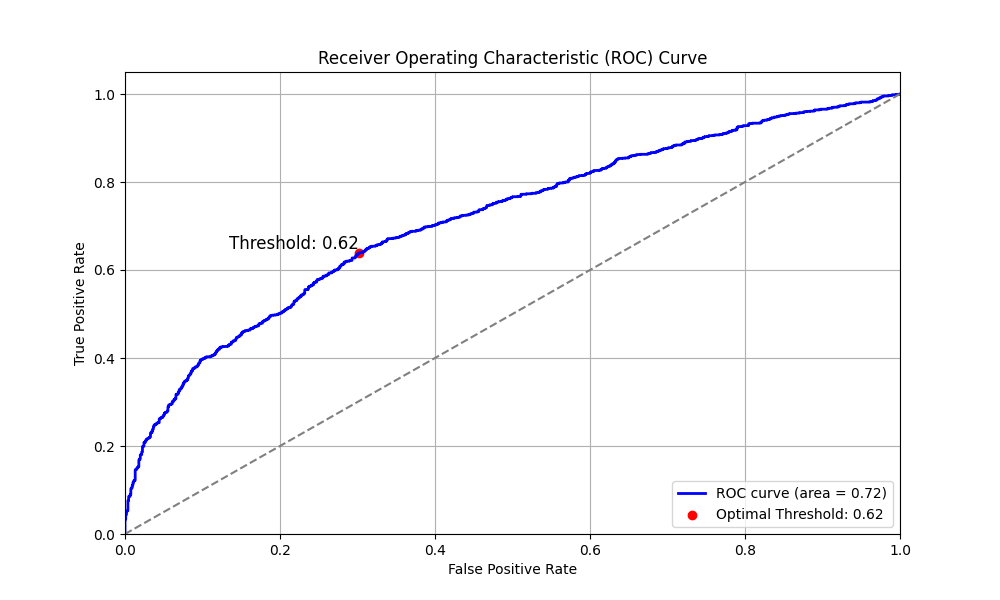 Receiver Operating Characteristic (ROC) Curve
1.0
0.8
0.6
0.4
0.2
0.0
True Positive Rate
Threshold: 0.62
ROC curve (area = 0.72)
Optimal Threshold: 0.62
0.0 0.2 0.4 0.6 0.8 1.0
False Positive Rate